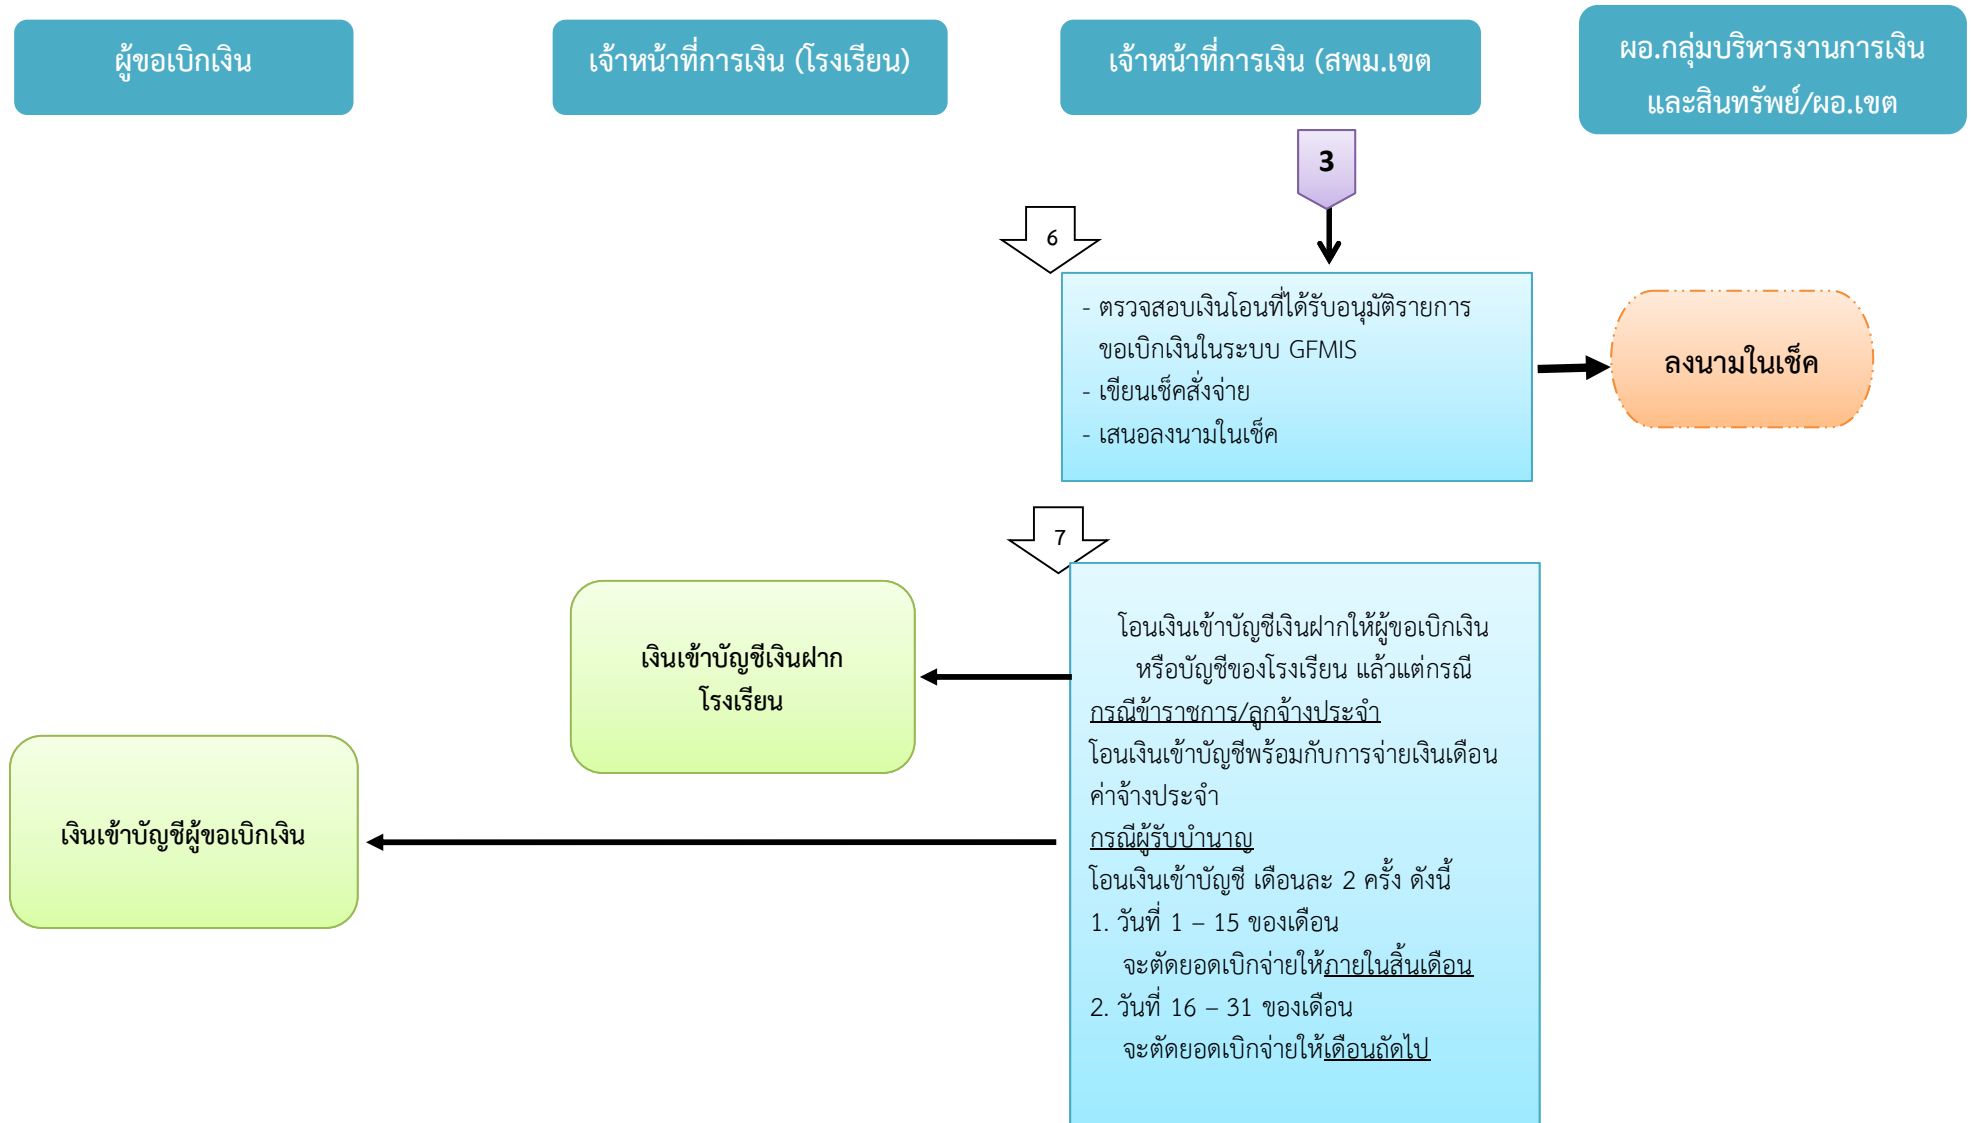 ผู้ขอเบิกเงิน
เจ้าหน้าที่การเงิน (โรงเรียน)
เจ้าหน้าที่การเงิน (สพม.เขต
ผอ.กลุ่มบริหารงานการเงิน
และสินทรัพย์/ผอ.เขต
3
6
- ตรวจสอบเงินโอนที่ได้รับอนุมัติรายการ
ขอเบิกเงินในระบบ GFMIS
- เขียนเช็คสั่งจ่าย
- เสนอลงนามในเช็ค
ลงนามในเช็ค
7
เงินเข้าบัญชีเงินฝาก
โรงเรียน
เงินเข้าบัญชีผู้ขอเบิกเงิน
โอนเงินเข้าบัญชีเงินฝากให้ผู้ขอเบิกเงิน
หรือบัญชีของโรงเรียน แล้วแต่กรณี
กรณีข้าราชการ/ลูกจ้างประจำ
โอนเงินเข้าบัญชีพร้อมกับการจ่ายเงินเดือน
ค่าจ้างประจำ
กรณีผู้รับบำนาญ
โอนเงินเข้าบัญชี เดือนละ 2 ครั้ง ดังนี้
1. วันที่ 1 – 15 ของเดือน
จะตัดยอดเบิกจ่ายให้ภายในสิ้นเดือน
2. วันที่ 16 – 31 ของเดือน
จะตัดยอดเบิกจ่ายให้เดือนถัดไป